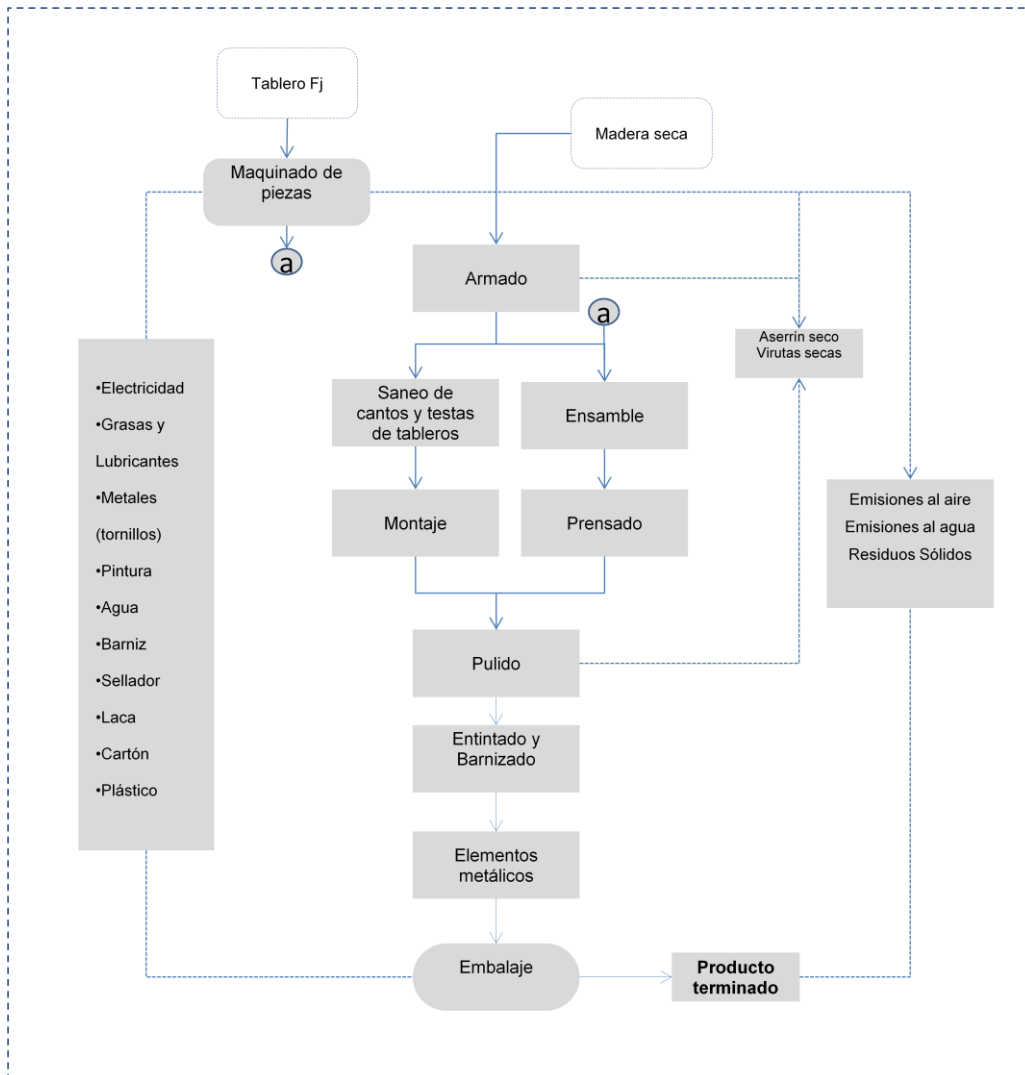 Tablero Fj
Madera seca
Maquinado de
piezas
a
Armado
a
Aserrín seco
Virutas secas
•Electricidad
•Grasas y
Lubricantes
•Metales
(tornillos)
•Pintura
•Agua
•Barniz
•Sellador
•Laca
•Cartón
•Plástico
Saneo de
cantos y testas
de tableros
Ensamble
Montaje
Prensado
Emisiones al aire
Emisiones al agua
Residuos Sólidos
Pulido
Entintado y
Barnizado
Elementos
metálicos
Embalaje
Producto
terminado